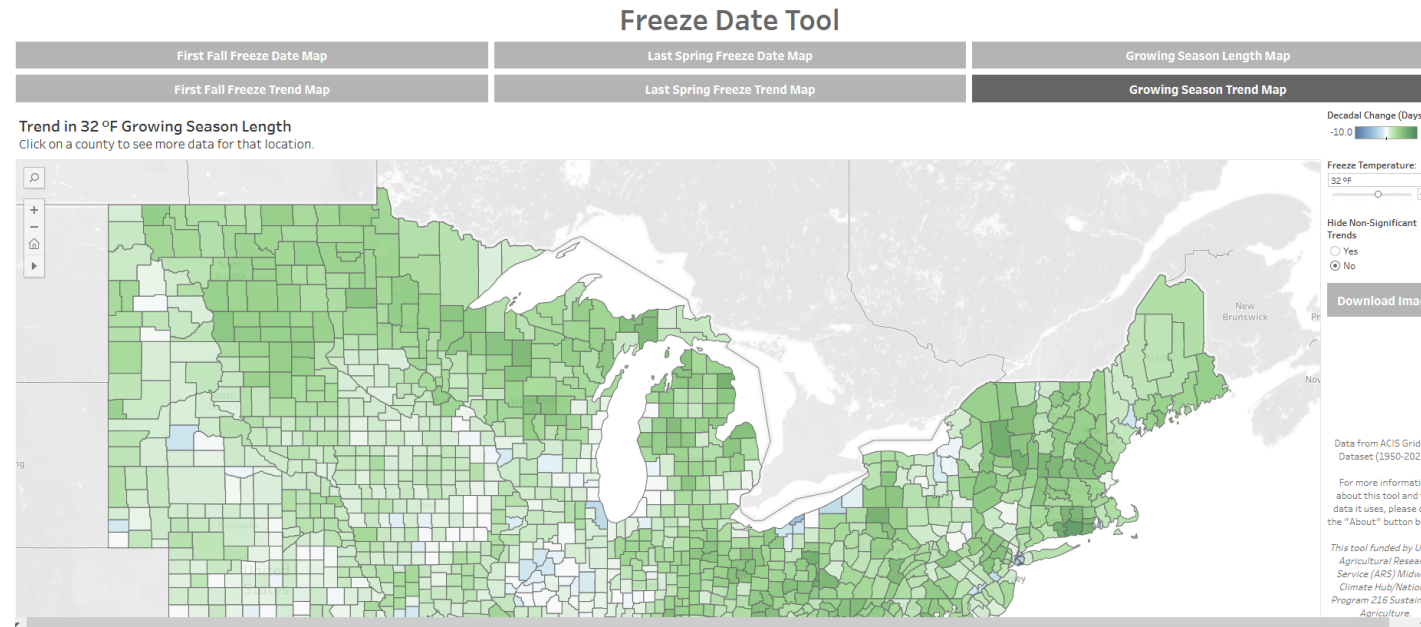 Freeze Date Tool
First Fall Freeze Date Map
Last Spring Freeze Date Map
Growing Season Length Map
First Fall Freeze Trend Map
Last Spring Freeze Trend Map
Growing Season Trend Map
Trend in 32 ºF Growing Season Length
Click on a county to see more data for that location.
Decadal Change (Days
-10.0
Freeze Temperature:
32 ºF
Hide Non-Significant
Trends
Yes
No
Download Imag
New
Brunswick
Data from ACIS Grid
Dataset (1950-202
For more informati
about this tool and
data it uses, please c
the "About" button b
This tool funded by U
Agricultural Resear
Service (ARS) Midw
Climate Hub/Nation
Program 216 Sustain
Agriculture.
United
States